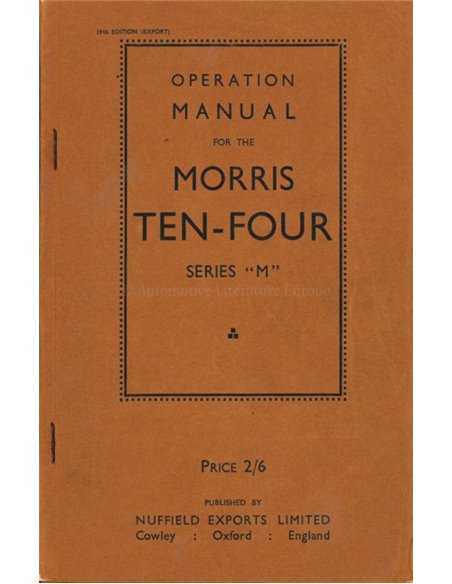 1946 EDITION (EXPORT)
OPERATION
MANUAL
FOR THE
MORRIS
TEN-FOUR
SERIES "M"
© Automotive Literature Europe
PRICE 2/6
PUBLISHED BY
NUFFIELD EXPORTS LIMITED
Cowley : Oxford : England